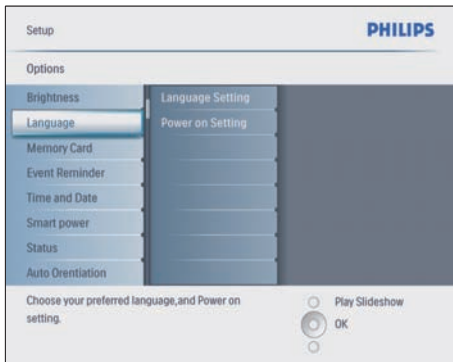 Setup
PHILIPS
Options
Brightness
Language Setting
Language
Power on Setting
Memory Card
Event Reminder
Time and Date
Smart power
Status
Auto Orentiation
Choose your preferred language,and Power on
setting.
Play Slideshow
OK